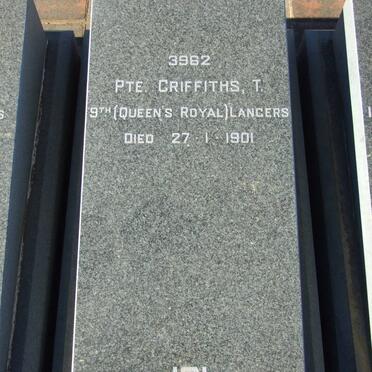 3962
PTE. GRIFFITHS, T.
9TH (QUEEN'S ROYAL) LANCERS
DIED 27·1·1901